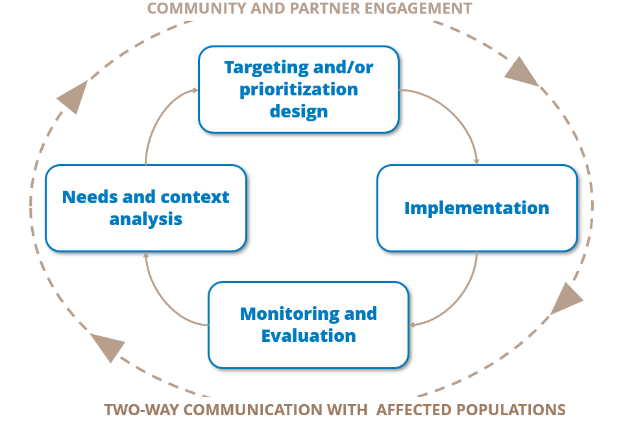 COMMUNITY AND PARTNER ENGAGEMENT
Targeting and/or
prioritization
design
Needs and context
analysis
Implementation
Monitoring and
Evaluation
TWO-WAY COMMUNICATION WITH  AFFECTED POPULATIONS